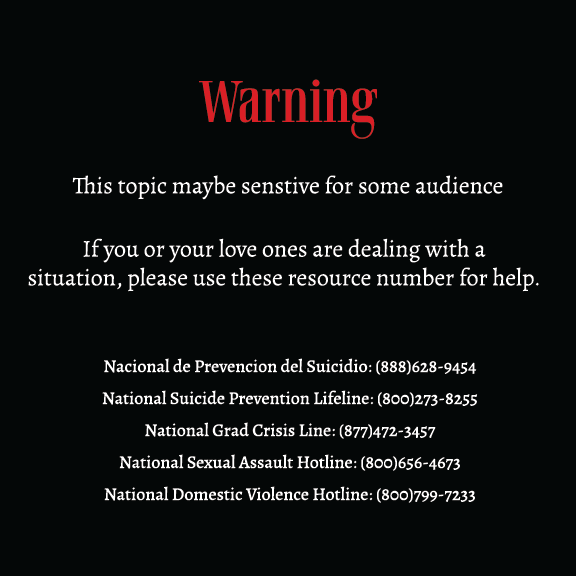 Warning
This topic maybe senstive for some audience
If you or your love ones are dealing with a
situation, please use these resource number for help.
Nacional de Prevencion del Suicidio: (888)628-9454
National Suicide Prevention Lifeline: (800)273-8255
National Grad Crisis Line: (877)472-3457
National Sexual Assault Hotline: (800)656-4673
National Domestic Violence Hotline: (800)799-7233